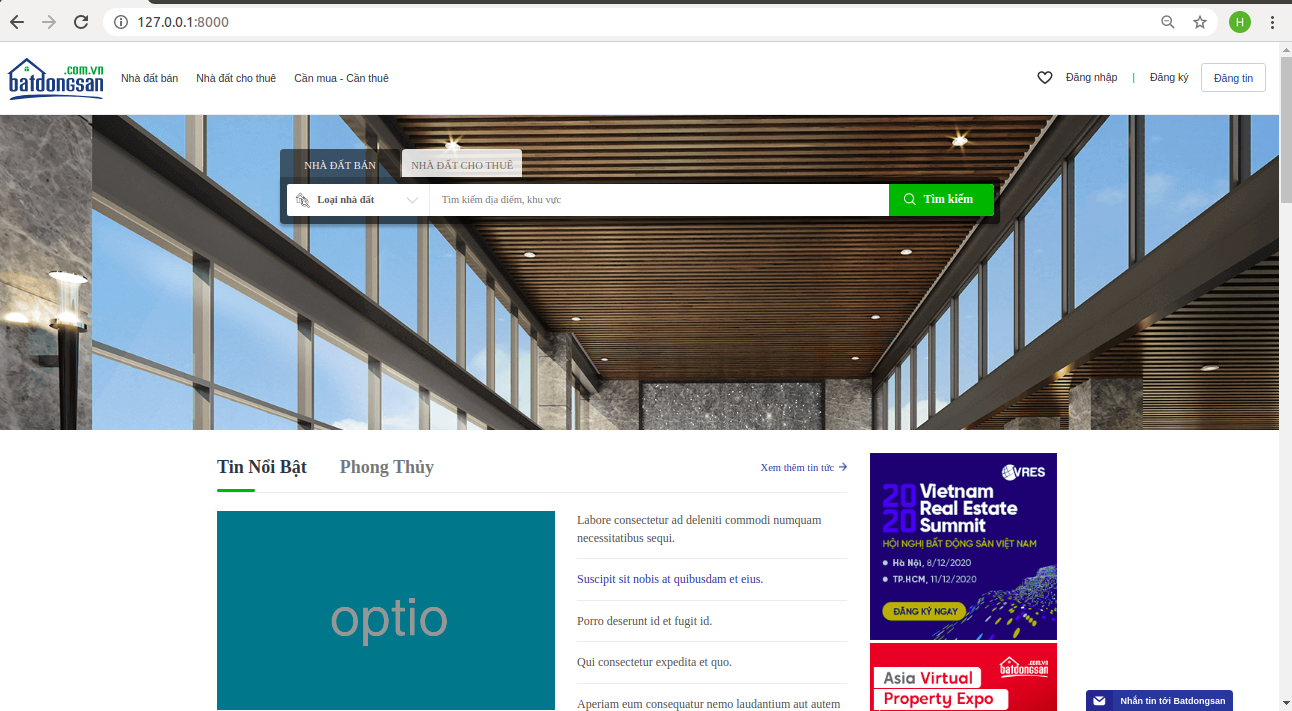 127.0.0.1:8000
H
.com.vn
batdongsan
Nhà đất bán
Nhà đất cho thuê
Cần mua - Cần thuê
Đăng nhập
|
Đăng ký
Đăng tin
NHÀ ĐẤT BÁN
NHÀ ĐẤT CHO THUÊ
Loại nhà đất
Tìm kiếm địa điểm, khu vực
Tìm kiếm
Tin Nổi Bật
Phong Thủy
Xem thêm tin tức →
optio
Labore consectetur ad deleniti commodi numquam
necessitatibus sequi.
Suscipit sit nobis at quibusdam et eius.
Porro deserunt id et fugit id.
Qui consectetur expedita et quo.
Aperiam eum consequatur nemo laudantium aut autem
VRES
2020
Vietnam
Real Estate
Summit
HỘI NGHỊ BẤT ĐỘNG SẢN VIỆT NAM
Hà Nội, 8/12/2020
TP.HCM, 11/12/2020
ĐĂNG KÝ NGAY
.com.vn
batdongsan
Asia Virtual
Property Expo
Nhắn tin tới Batdongsan